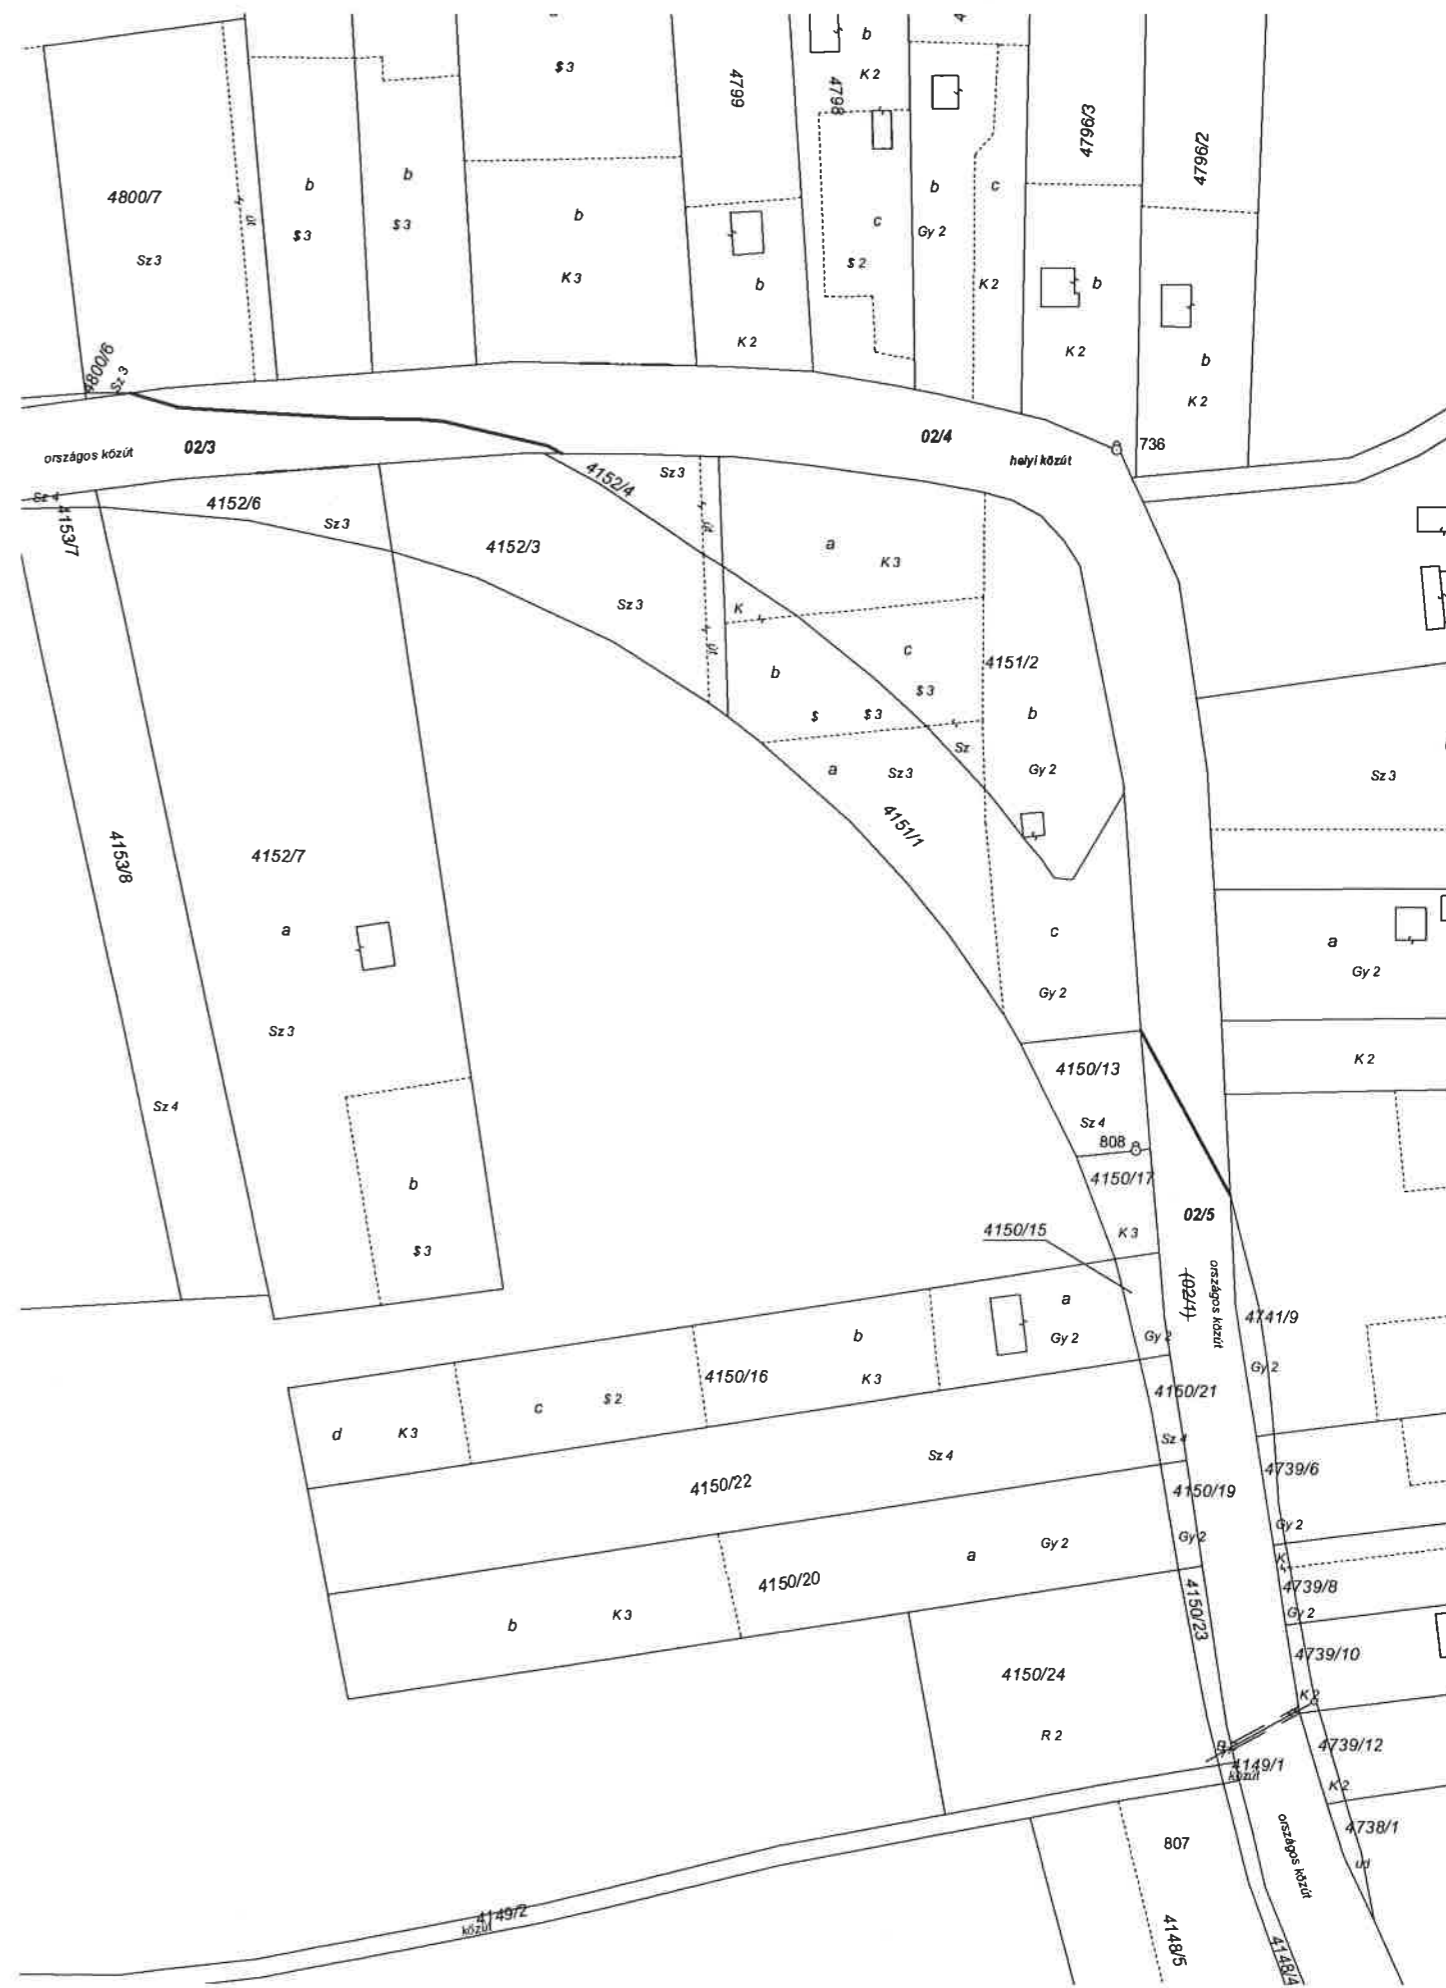 $ 3
4799
4798
b
K 2
4796/3
4796/2
4800/7
Sz 3
út
b
$ 3
b
$ 3
b
K 3
b
K 2
c
$ 2
b
Gy 2
c
K 2
b
K 2
b
K 2
4800/6
Sz 3
országos közút
02/3
02/4
helyi közút
736
Sz 4
4153/7
4152/6
Sz 3
4152/3
Sz 3
4152/4
Sz 3
út
út
a
K 3
K
b
$
$ 3
c
$ 3
Sz
4151/2
b
Gy 2
a
Sz 3
4151/1
Sz 3
4153/8
Sz 4
4152/7
a
Sz 3
b
$ 3
c
Gy 2
a
Gy 2
K 2
4150/13
Sz 4
808
4150/17
K 3
4150/15
02/5
(02/1)
országos közút
a
Gy 2
Gy 2
4741/9
Gy 2
b
K 3
4150/16
c
$ 2
d
K 3
4150/21
Sz 4
4150/22
Sz 4
4150/19
Gy 2
4739/6
Gy 2
K
4739/8
Gy 2
a
Gy 2
4150/20
b
K 3
4150/23
4150/24
R 2
4739/10
K 2
4739/12
K 2
4149/1
közút
4738/1
ud
országos közút
807
4149/2
közút
4148/5
4148/4